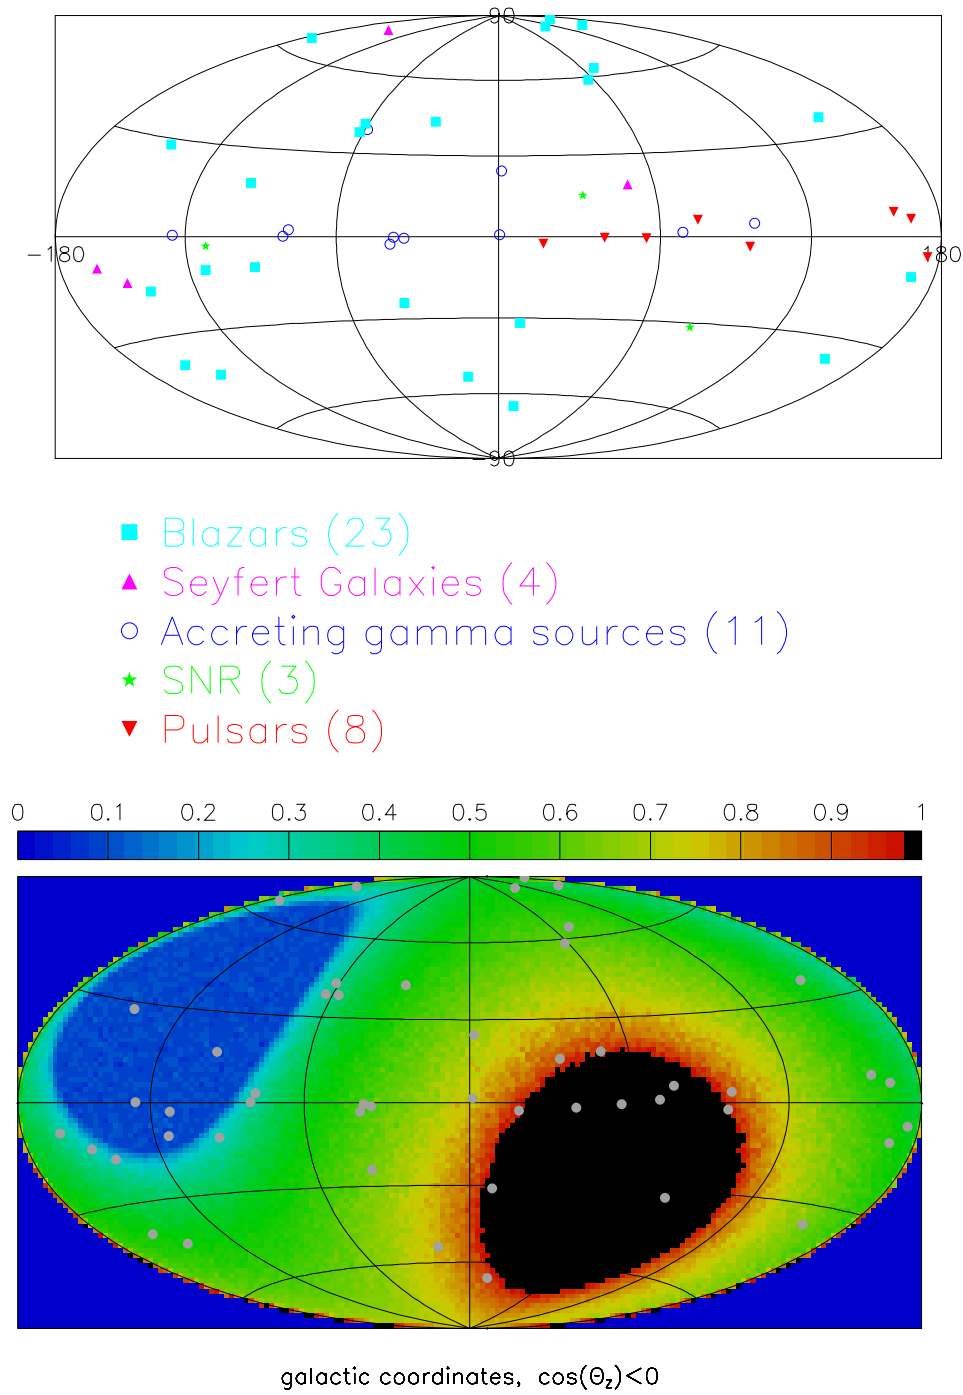 90
-180 180
-90
Blazars (23)
Seyfert Galaxies (4)
Accreting gamma sources (11)
SNR (3)
Pulsars (8)
0 0.1 0.2 0.3 0.4 0.5 0.6 0.7 0.8 0.9 1
galactic coordinates, cos(Θz)<0